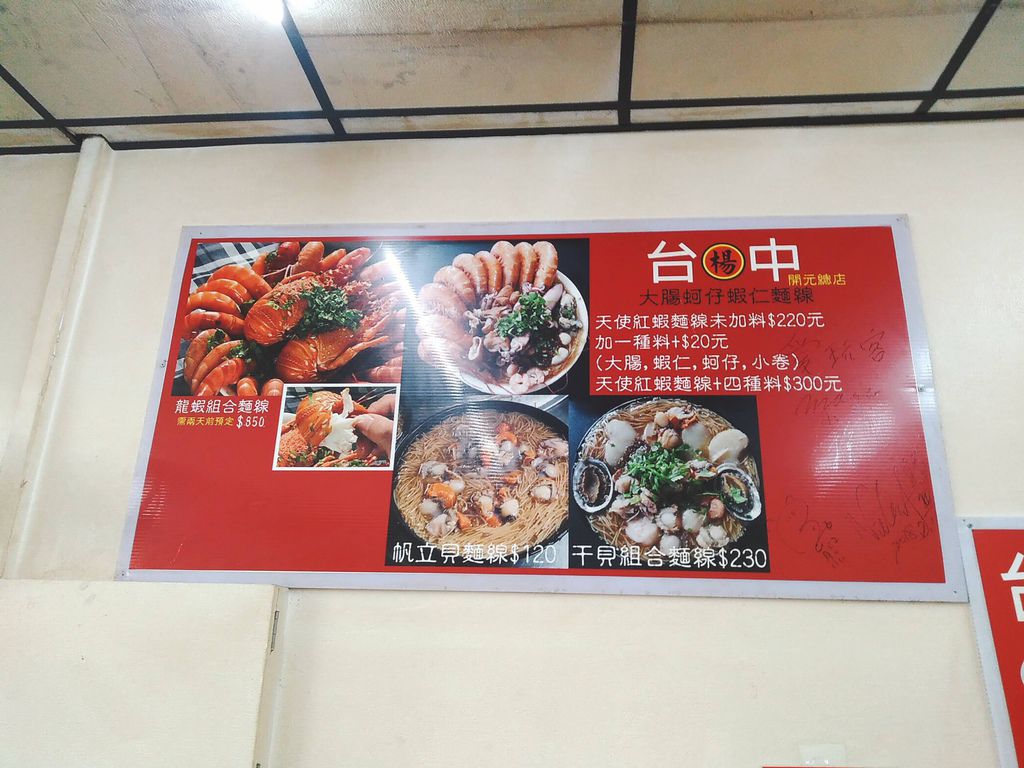 台楊中
開元總店
大腸蚵仔蝦仁麵線
天使紅蝦麵線未加料$220元
加一種料+$20元
(大腸,蝦仁,蚵仔,小卷)
天使紅蝦麵線+四種料$300元
龍蝦組合麵線
需兩天前預定$850
帆立貝麵線$120
干貝組合麵線$230
台